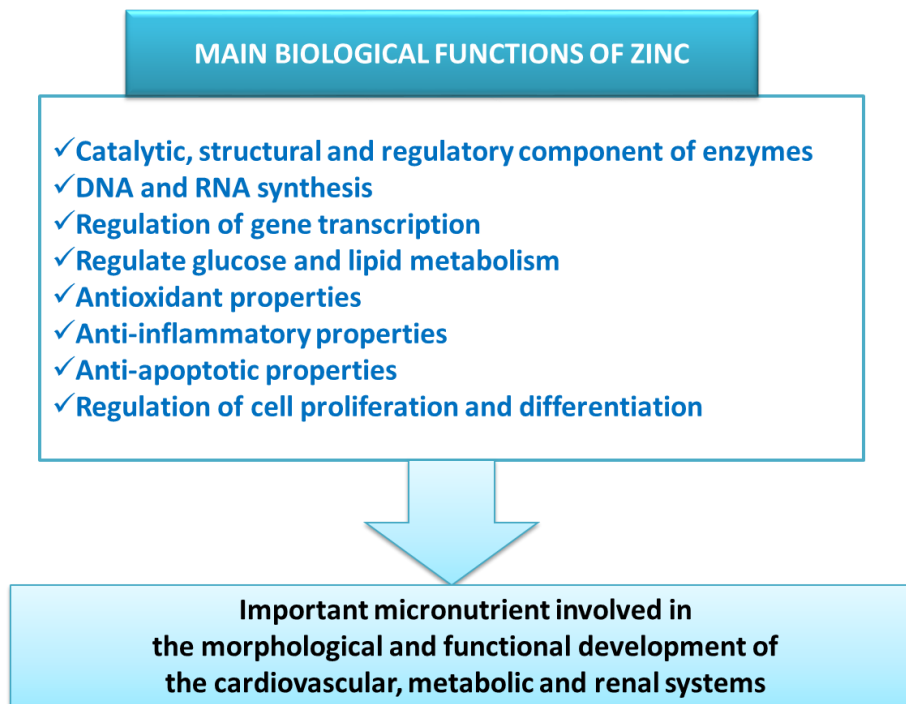 MAIN BIOLOGICAL FUNCTIONS OF ZINC
✓Catalytic, structural and regulatory component of enzymes
✓DNA and RNA synthesis
✓Regulation of gene transcription
✓Regulate glucose and lipid metabolism
✓Antioxidant properties
✓Anti-inflammatory properties
✓Anti-apoptotic properties
✓Regulation of cell proliferation and differentiation
Important micronutrient involved in
the morphological and functional development of
the cardiovascular, metabolic and renal systems